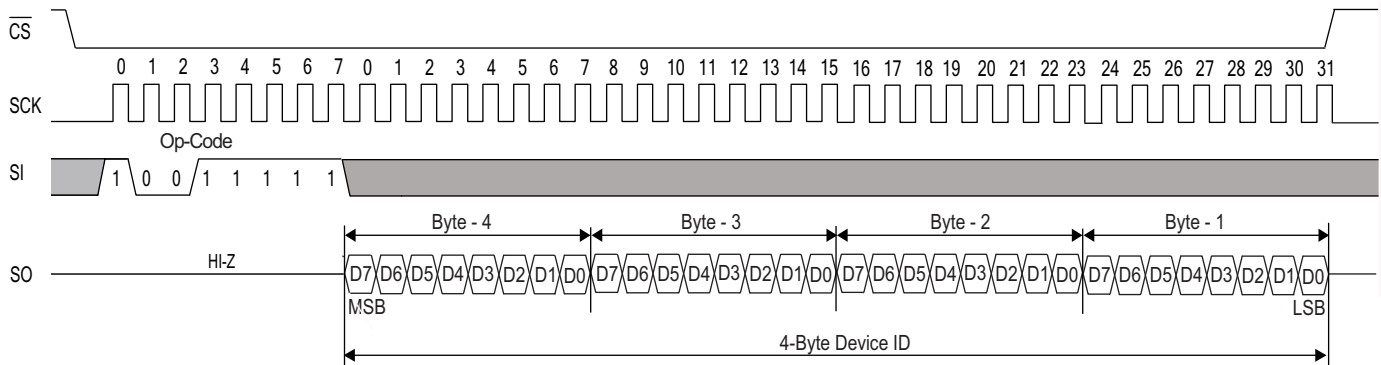 CS
0 1 2 3 4 5 6 7 0 1 2 3 4 5 6 7 8 9 10 11 12 13 14 15 16 17 18 19 20 21 22 23 24 25 26 27 28 29 30 31
SCK
Op-Code
SI 1 0 0 1 1 1 1 1
Byte - 4 Byte - 3 Byte - 2 Byte - 1
SO HI-Z D7 D6 D5 D4 D3 D2 D1 D0 D7 D6 D5 D4 D3 D2 D1 D0 D7 D6 D5 D4 D3 D2 D1 D0 D7 D6 D5 D4 D3 D2 D1 D0
MSB LSB
4-Byte Device ID